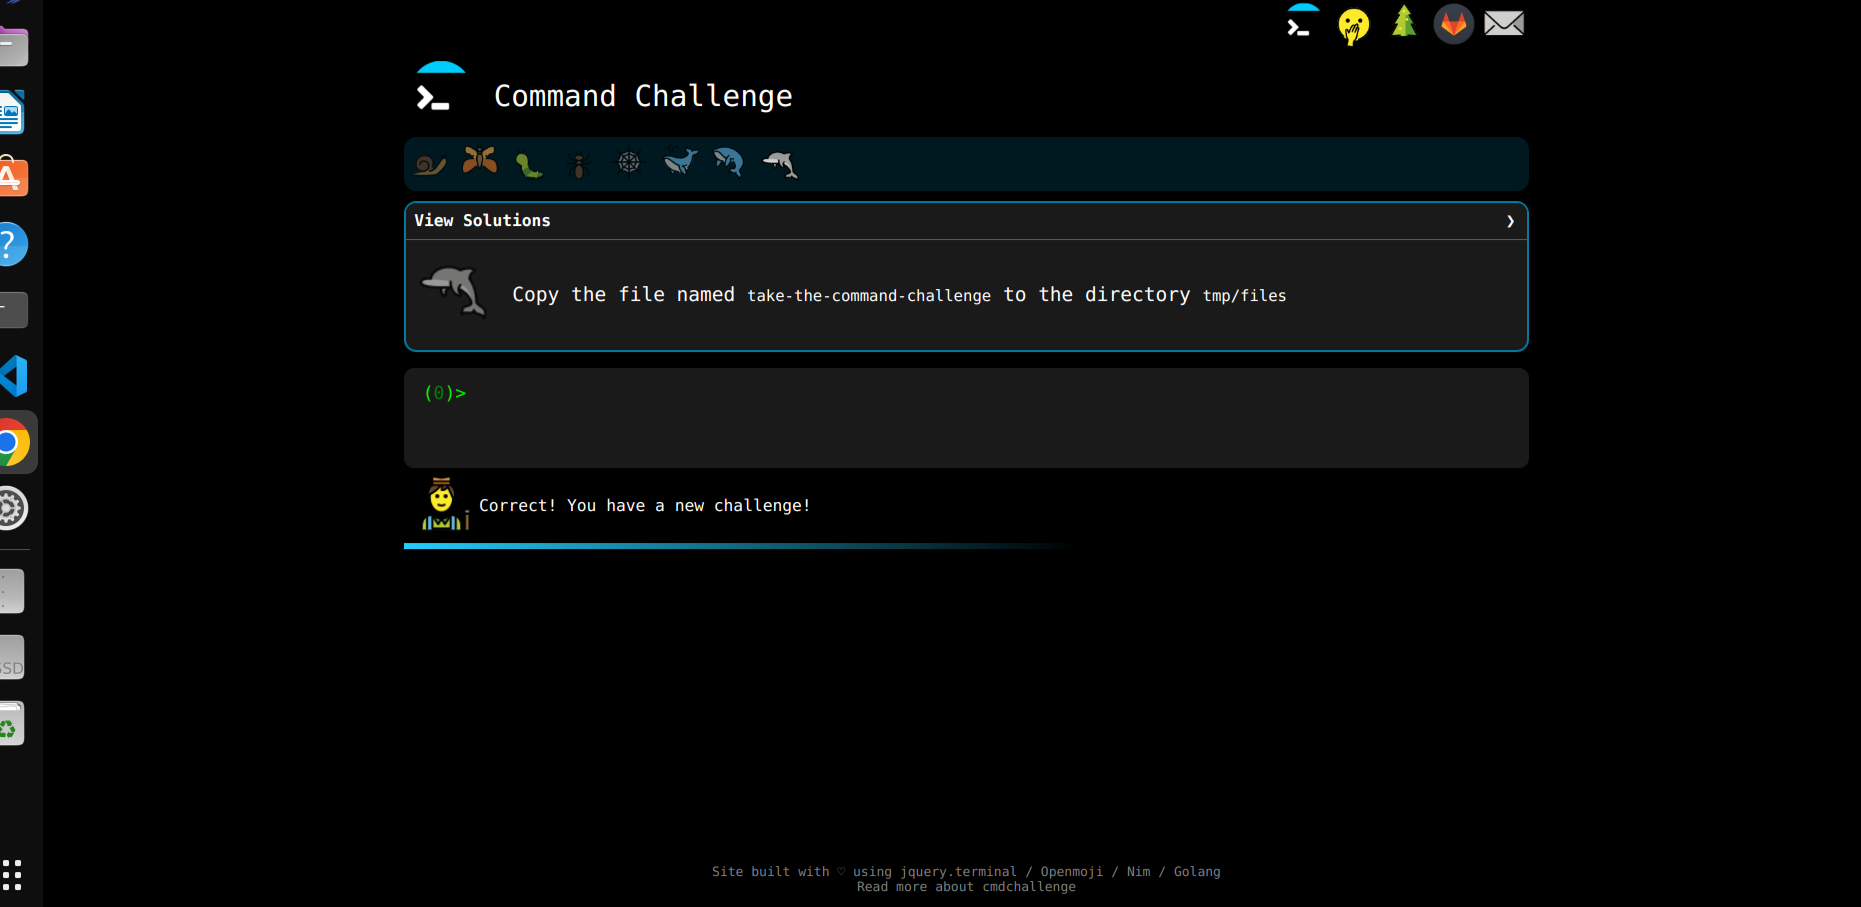 Command Challenge
View Solutions ❯
Copy the file named take-the-command-challenge to the directory tmp/files
(0)>
Correct! You have a new challenge!
SSD
Site built with ♡ using jquery.terminal / Openmoji / Nim / Golang
Read more about cmdchallenge